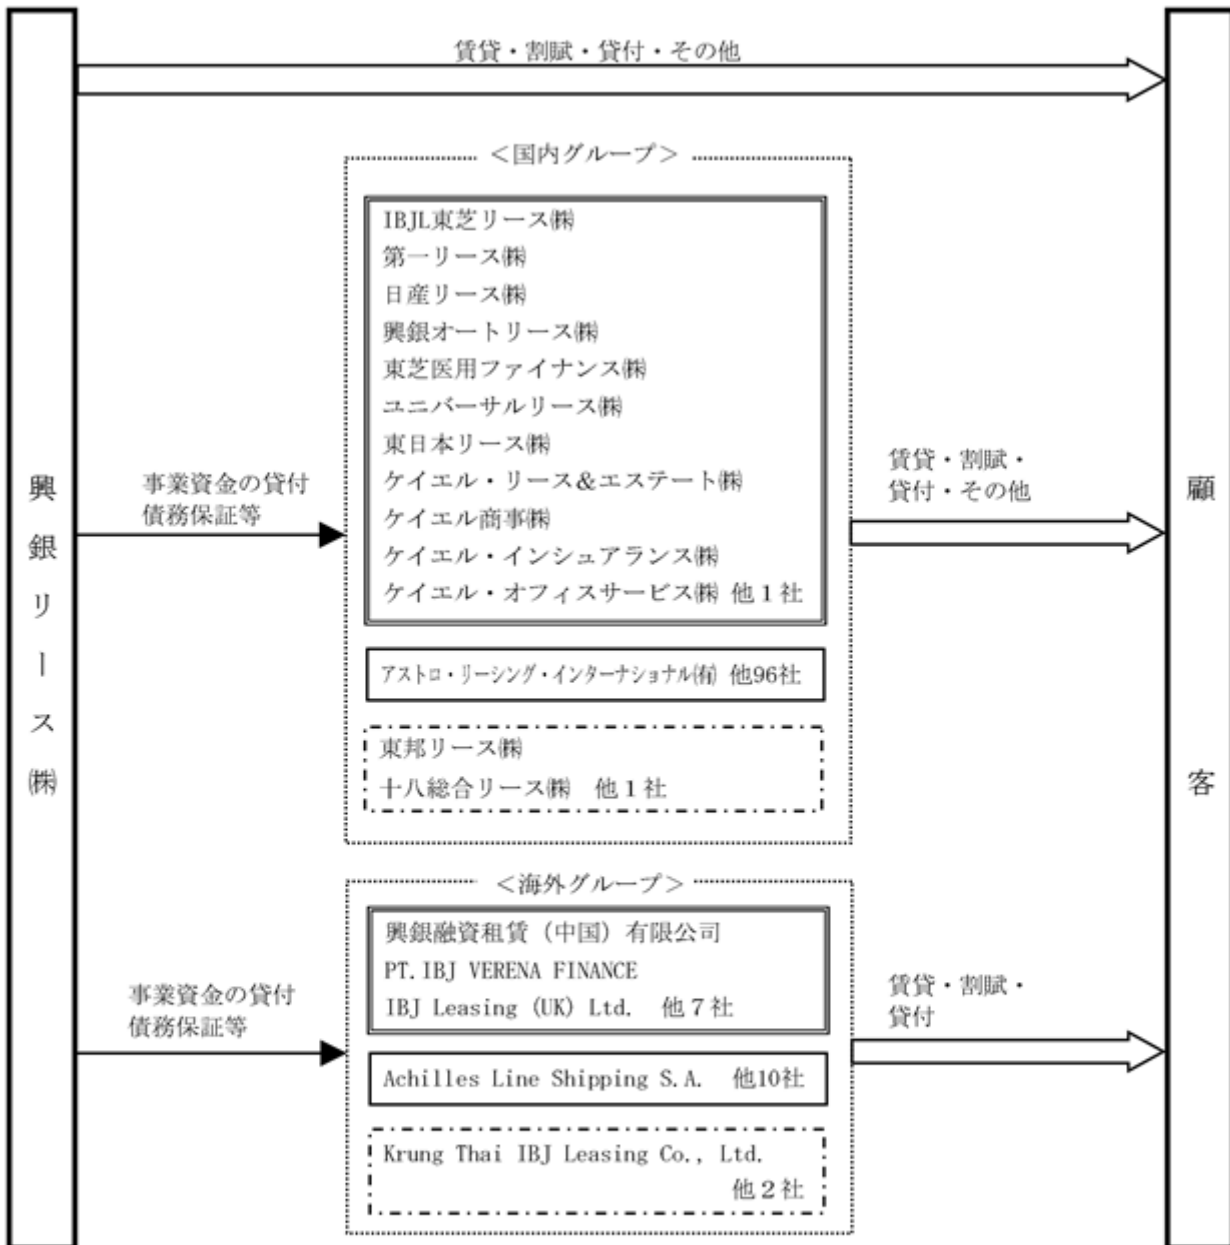 賃貸・割賦・貸付・その他
興銀リース㈱
顧客
＜国内グループ＞
IBJL東芝リース㈱
第一リース㈱
日産リース㈱
興銀オートリース㈱
東芝医用ファイナンス㈱
ユニバーサルリース㈱
東日本リース㈱
ケイエル・リース&エステート㈱
ケイエル商事㈱
ケイエル・インシュアランス㈱
ケイエル・オフィスサービス㈱ 他１社
アストロ・リーシング・インターナショナル㈲ 他96社
東邦リース㈱
十八総合リース㈱　他１社
事業資金の貸付
債務保証等
賃貸・割賦・
貸付・その他
＜海外グループ＞
興銀融資租賃（中国）有限公司
PT.IBJ VERENA FINANCE
IBJ Leasing (UK) Ltd.　他７社
Achilles Line Shipping S.A.　他10社
Krung Thai IBJ Leasing Co., Ltd.
他２社
事業資金の貸付
債務保証等
賃貸・割賦・
貸付